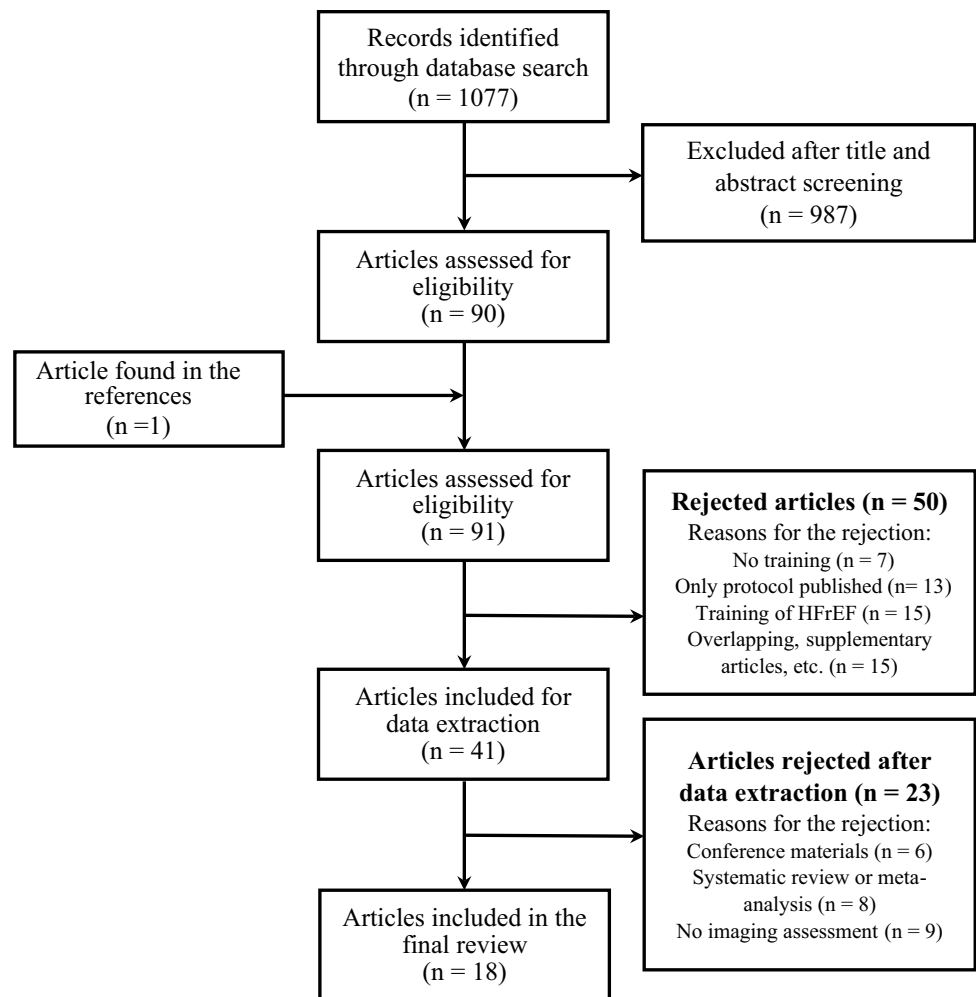 Records identified
through database search
(n = 1077)
Excluded after title and
abstract screening
(n = 987)
Articles assessed for
eligibility
(n = 90)
Article found in the
references
(n =1)
Articles assessed for
eligibility
(n = 91)
Rejected articles (n = 50)
Reasons for the rejection:
No training (n = 7)
Only protocol published (n= 13)
Training of HFrEF (n = 15)
Overlapping, supplementary
articles, etc. (n = 15)
Articles included for
data extraction
(n = 41)
Articles rejected after
data extraction (n = 23)
Reasons for the rejection:
Conference materials (n = 6)
Systematic review or meta-
analysis (n = 8)
No imaging assessment (n = 9)
Articles included in the
final review
(n = 18)